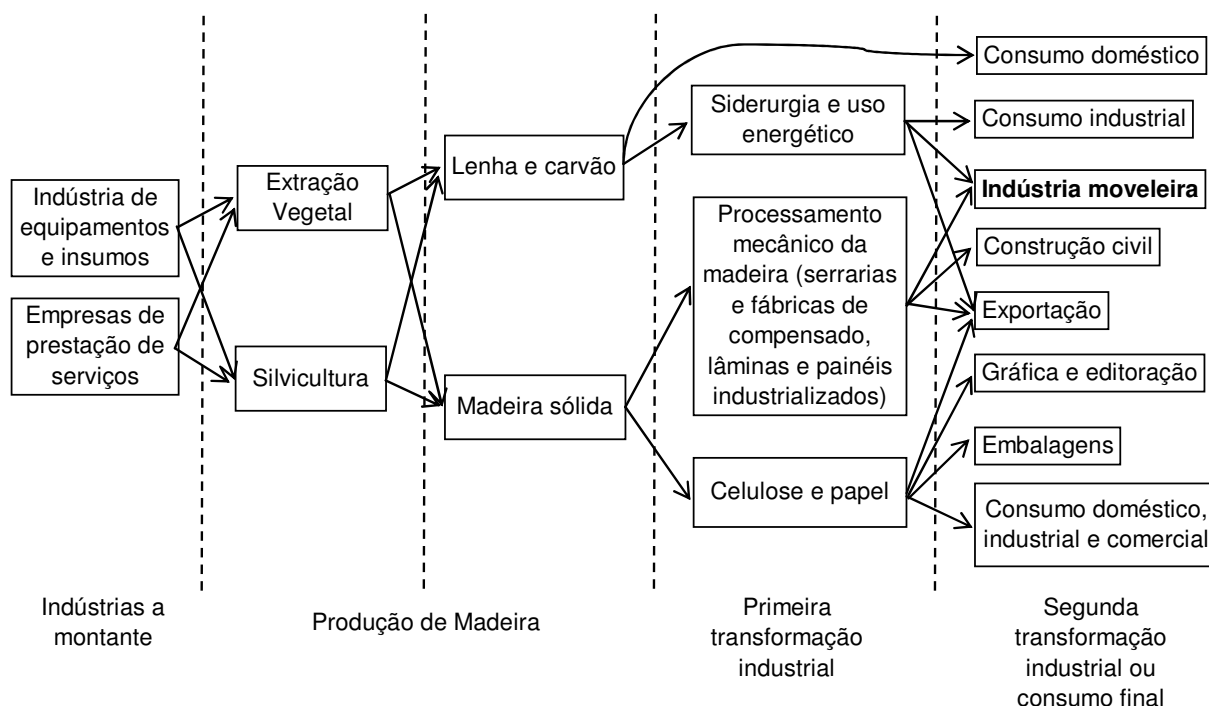 Indústria de
equipamentos
e insumos
Empresas de
prestação de
serviços
Extração
Vegetal
Silvicultura
Lenha e carvão
Madeira sólida
Siderurgia e uso
energético
Processamento
mecânico da
madeira (serrarias
e fábricas de
compensado,
lâminas e painéis
industrializados)
Celulose e papel
Consumo doméstico
Consumo industrial
Indústria moveleira
Construção civil
Exportação
Gráfica e editoração
Embalagens
Consumo doméstico,
industrial e comercial
Indústrias a
montante
Produção de Madeira
Primeira
transformação
industrial
Segunda
transformação
industrial ou
consumo final